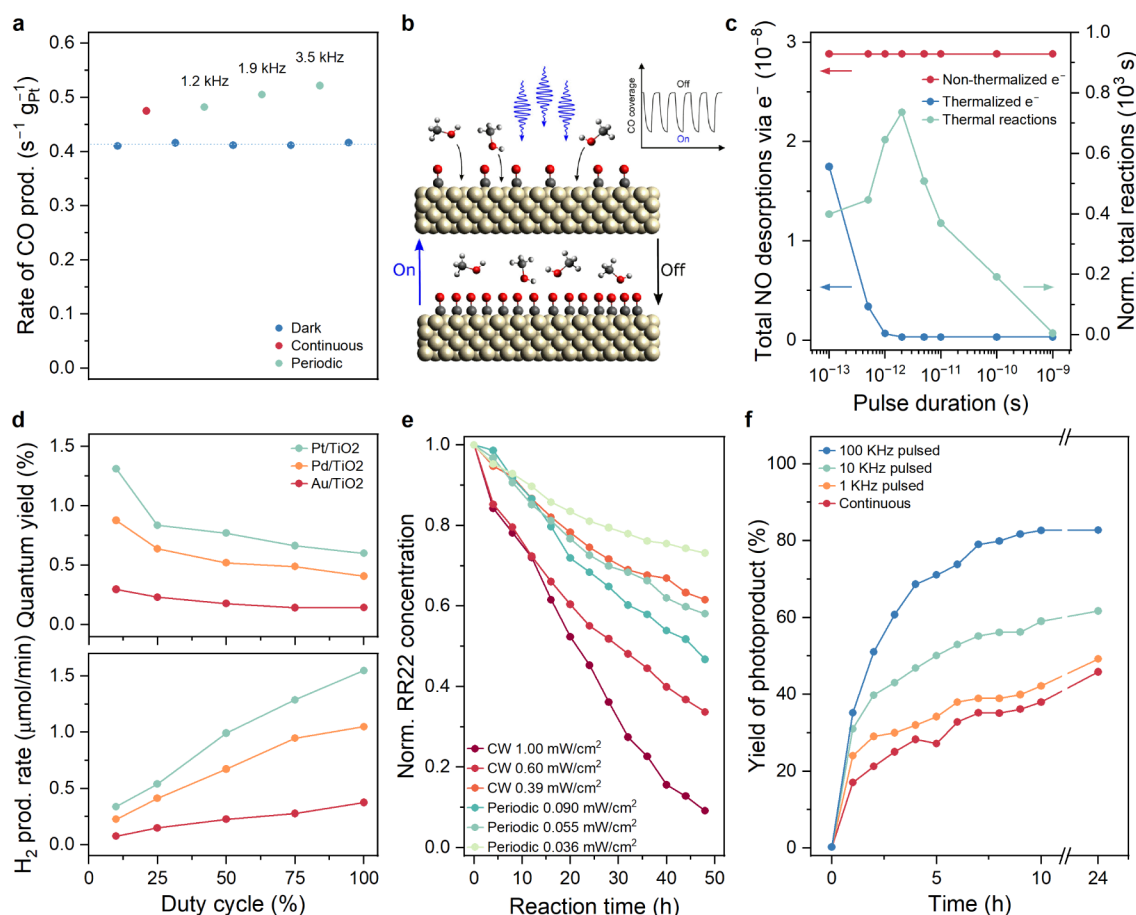 a
Rate of CO prod. (s⁻¹ g⁻¹Pt)
0.6
0.5
0.4
0.3
0.2
0.1
0.0
1.2 kHz
1.9 kHz
3.5 kHz
Dark
Continuous
Periodic
b
CO coverage
Off
On
On
Off
c
Total NO desorptions via e⁻ (10⁻⁸)
3
2
1
0
Non-thermalized e⁻
Thermalized e⁻
Thermal reactions
1.0
0.8
0.6
0.4
0.2
0.0
Norm. total reactions (10³ s)
10⁻¹³ 10⁻¹² 10⁻¹¹ 10⁻¹⁰ 10⁻⁹
Pulse duration (s)
d
Quantum yield (%)
1.5
1.0
0.5
0.0
Pt/TiO2
Pd/TiO2
Au/TiO2
H₂ prod. rate (μmol/min)
1.5
1.0
0.5
0.0
0 25 50 75 100
Duty cycle (%)
e
Norm. RR22 concentration
1.0
0.8
0.6
0.4
0.2
0.0
CW 1.00 mW/cm²
CW 0.60 mW/cm²
CW 0.39 mW/cm²
Periodic 0.090 mW/cm²
Periodic 0.055 mW/cm²
Periodic 0.036 mW/cm²
0 10 20 30 40 50
Reaction time (h)
f
Yield of photoproduct (%)
100
80
60
40
20
0
100 KHz pulsed
10 KHz pulsed
1 KHz pulsed
Continuous
0 5 10 24
Time (h)